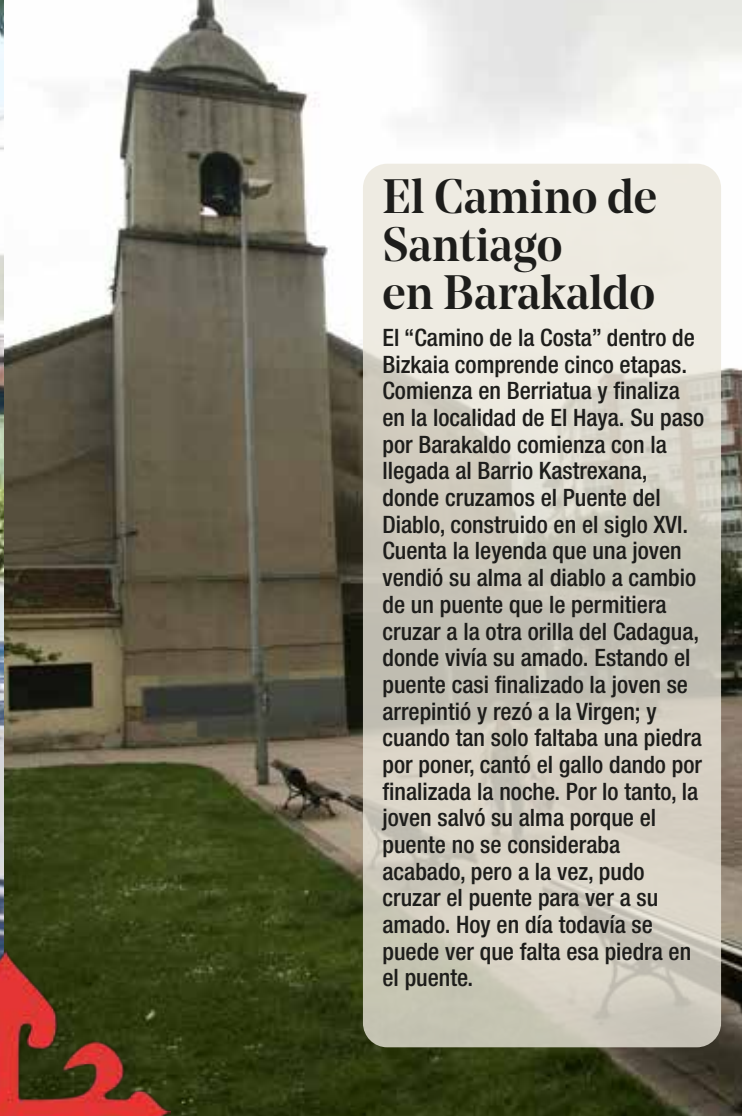 El Camino de
Santiago
en Barakaldo
El “Camino de la Costa” dentro de
Bizkaia comprende cinco etapas.
Comienza en Berriatua y finaliza
en la localidad de El Haya. Su paso
por Barakaldo comienza con la
llegada al Barrio Kastrexana,
donde cruzamos el Puente del
Diablo, construido en el siglo XVI.
Cuenta la leyenda que una joven
vendió su alma al diablo a cambio
de un puente que le permitiera
cruzar a la otra orilla del Cadagua,
donde vivía su amado. Estando el
puente casi finalizado la joven se
arrepintió y rezó a la Virgen; y
cuando tan solo faltaba una piedra
por poner, cantó el gallo dando por
finalizada la noche. Por lo tanto, la
joven salvó su alma porque el
puente no se consideraba
acabado, pero a la vez, pudo
cruzar el puente para ver a su
amado. Hoy en día todavía se
puede ver que falta esa piedra en
el puente.